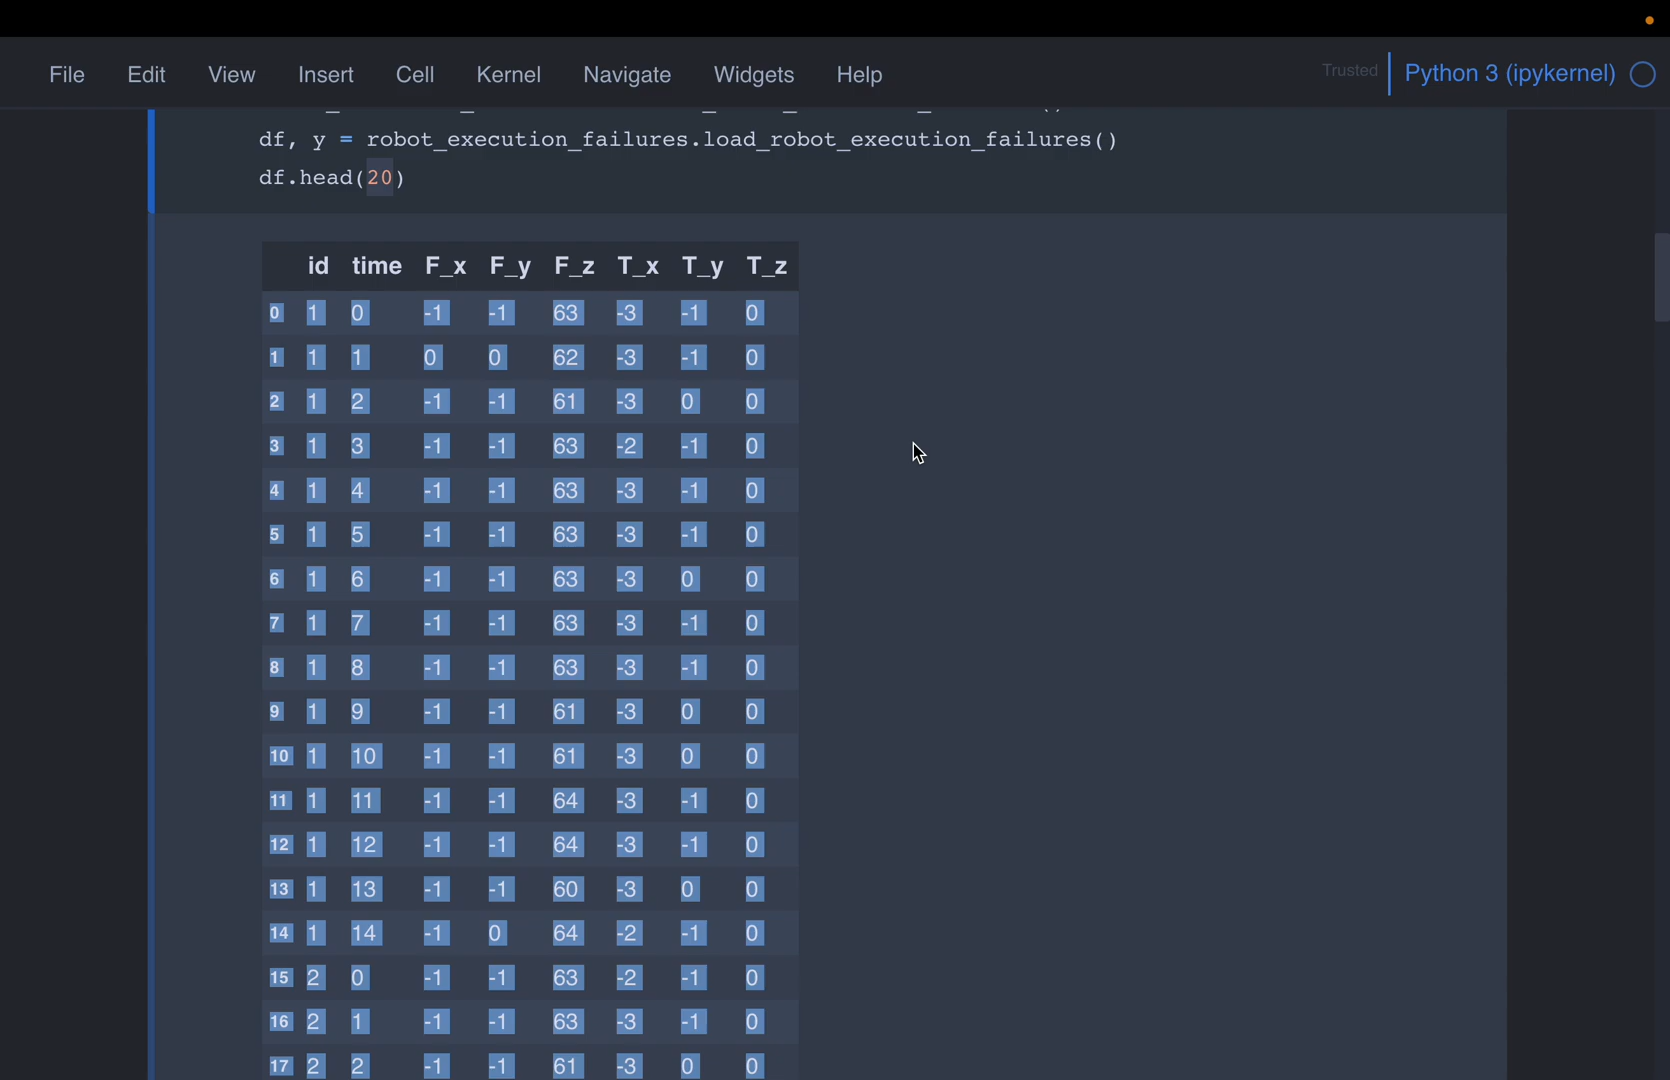 File Edit View Insert Cell Kernel Navigate Widgets Help Trusted Python 3 (ipykernel)
df, y = robot_execution_failures.load_robot_execution_failures()
df.head(20)
id time F_x F_y F_z T_x T_y T_z
0 1 0 -1 -1 63 -3 -1 0
1 1 1 0 0 62 -3 -1 0
2 1 2 -1 -1 61 -3 0 0
3 1 3 -1 -1 63 -2 -1 0
4 1 4 -1 -1 63 -3 -1 0
5 1 5 -1 -1 63 -3 -1 0
6 1 6 -1 -1 63 -3 0 0
7 1 7 -1 -1 63 -3 -1 0
8 1 8 -1 -1 63 -3 -1 0
9 1 9 -1 -1 61 -3 0 0
10 1 10 -1 -1 61 -3 0 0
11 1 11 -1 -1 64 -3 -1 0
12 1 12 -1 -1 64 -3 -1 0
13 1 13 -1 -1 60 -3 0 0
14 1 14 -1 0 64 -2 -1 0
15 2 0 -1 -1 63 -2 -1 0
16 2 1 -1 -1 63 -3 -1 0
17 2 2 -1 -1 61 -3 0 0